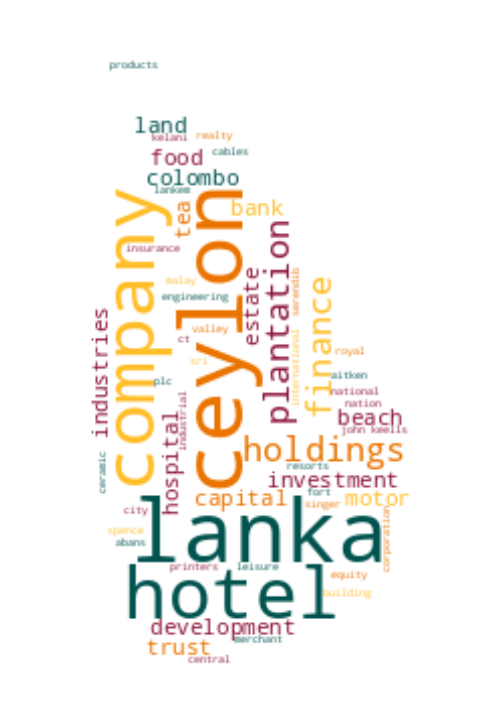 products
land
kelani
realty
food
cables
colombo
lankem
tea
bank
company
ceylon
insurance
plantation
estate
serendib
malay
finance
engineering
industries
valley
ct
international
royal
sri
aitken
plc
national
industrial
nation
hospital
beach
john keells
holdings
ceramic
resorts
investment
fort
capital
singer
motor
lanka
city
corporation
spence
abans
printers
leisure
hotel
equity
building
development
merchant
trust
central